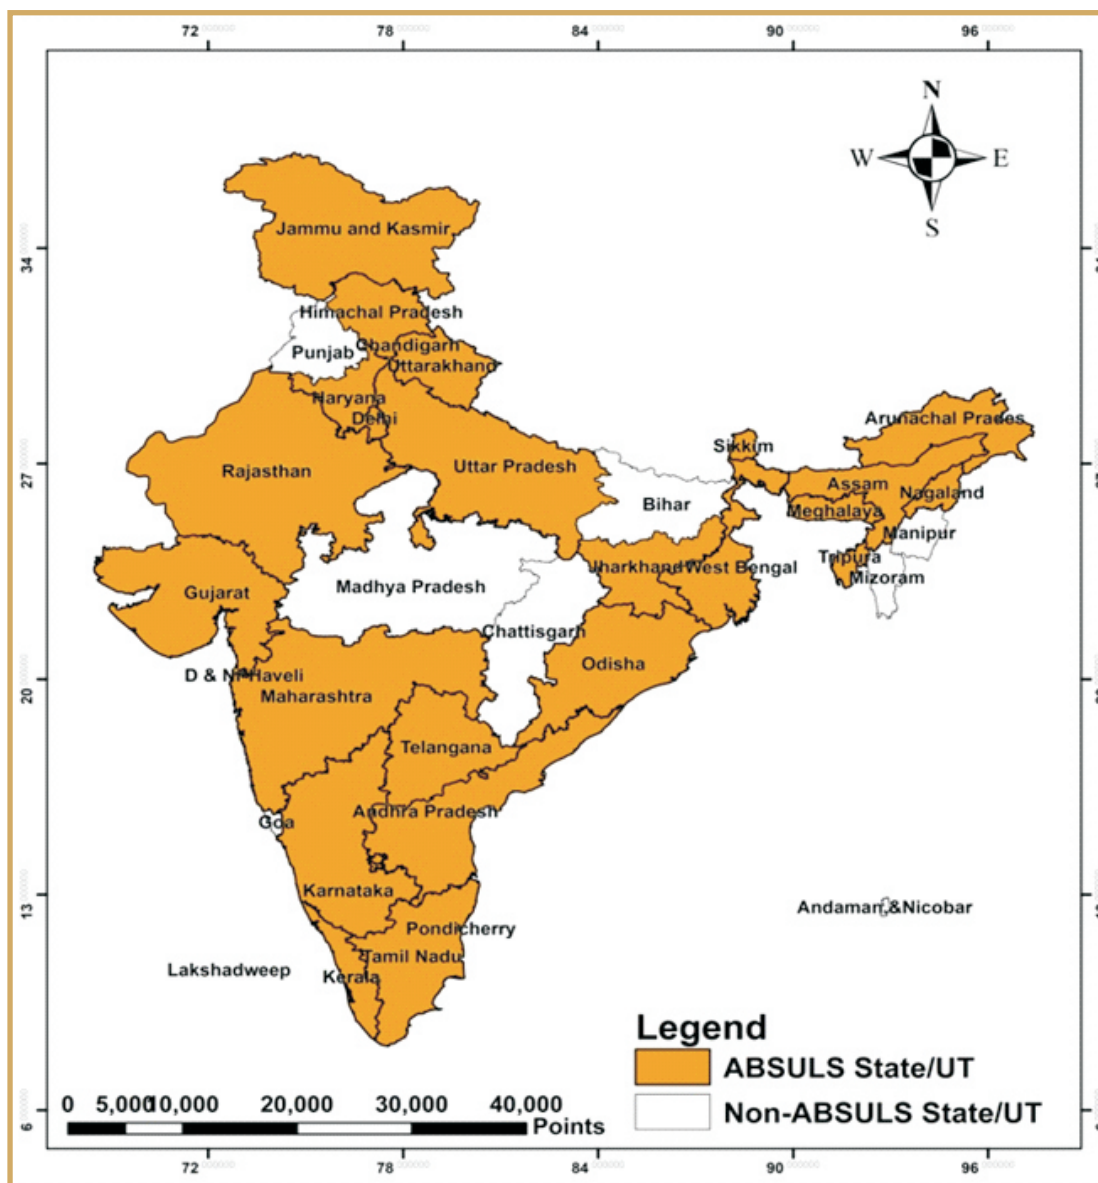 72 78 84 90 96
N
W E
S
Jammu and Kasmir
34
Himachal Pradesh
Chandigarh
Punjab
Uttarakhand
Haryana
Delhi
Arunachal Prades
Sikkim
27
Rajasthan
Uttar Pradesh
Assam
Nagaland
Bihar
Meghalaya
Manipur
Tripura
Jharkhand West Bengal
Mizoram
Madhya Pradesh
Gujarat
Chattisgarh
Odisha
20
D & N Haveli
Maharashtra
Telangana
Andhra Pradesh
Goa
Karnataka
13
Andaman &Nicobar
Pondicherry
Tamil Nadu
Lakshadweep
Kerala
Legend
ABSULS State/UT
Non-ABSULS State/UT
0 5,000 10,000 20,000 30,000 40,000
Points
6
72 78 84 90 96